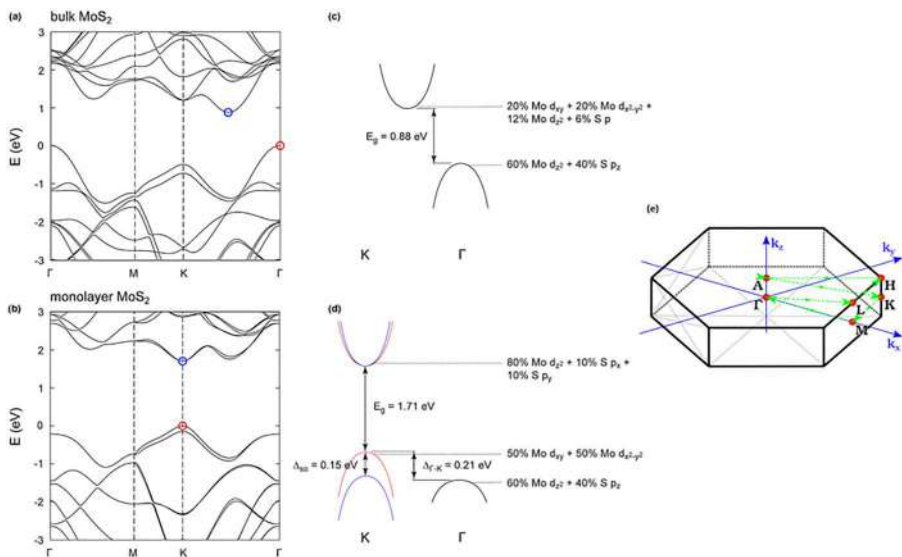 (a)
bulk MoS2
3
2
1
0
-1
-2
-3
E (eV)
Γ
M
K
Γ
(b)
monolayer MoS2
3
2
1
0
-1
-2
-3
E (eV)
Γ
M
K
Γ
(c)
20% Mo dxy + 20% Mo dx²-y² +
12% Mo dz² + 6% S p
Eg = 0.88 eV
60% Mo dz² + 40% S pz
K
Γ
(d)
80% Mo dz² + 10% S px +
10% S py
Eg = 1.71 eV
50% Mo dxy + 50% Mo dx²-y²
Δso = 0.15 eV
ΔΓ-K = 0.21 eV
60% Mo dz² + 40% S pz
K
Γ
(e)
kz
ky
A
H
Γ
L
K
M
kx